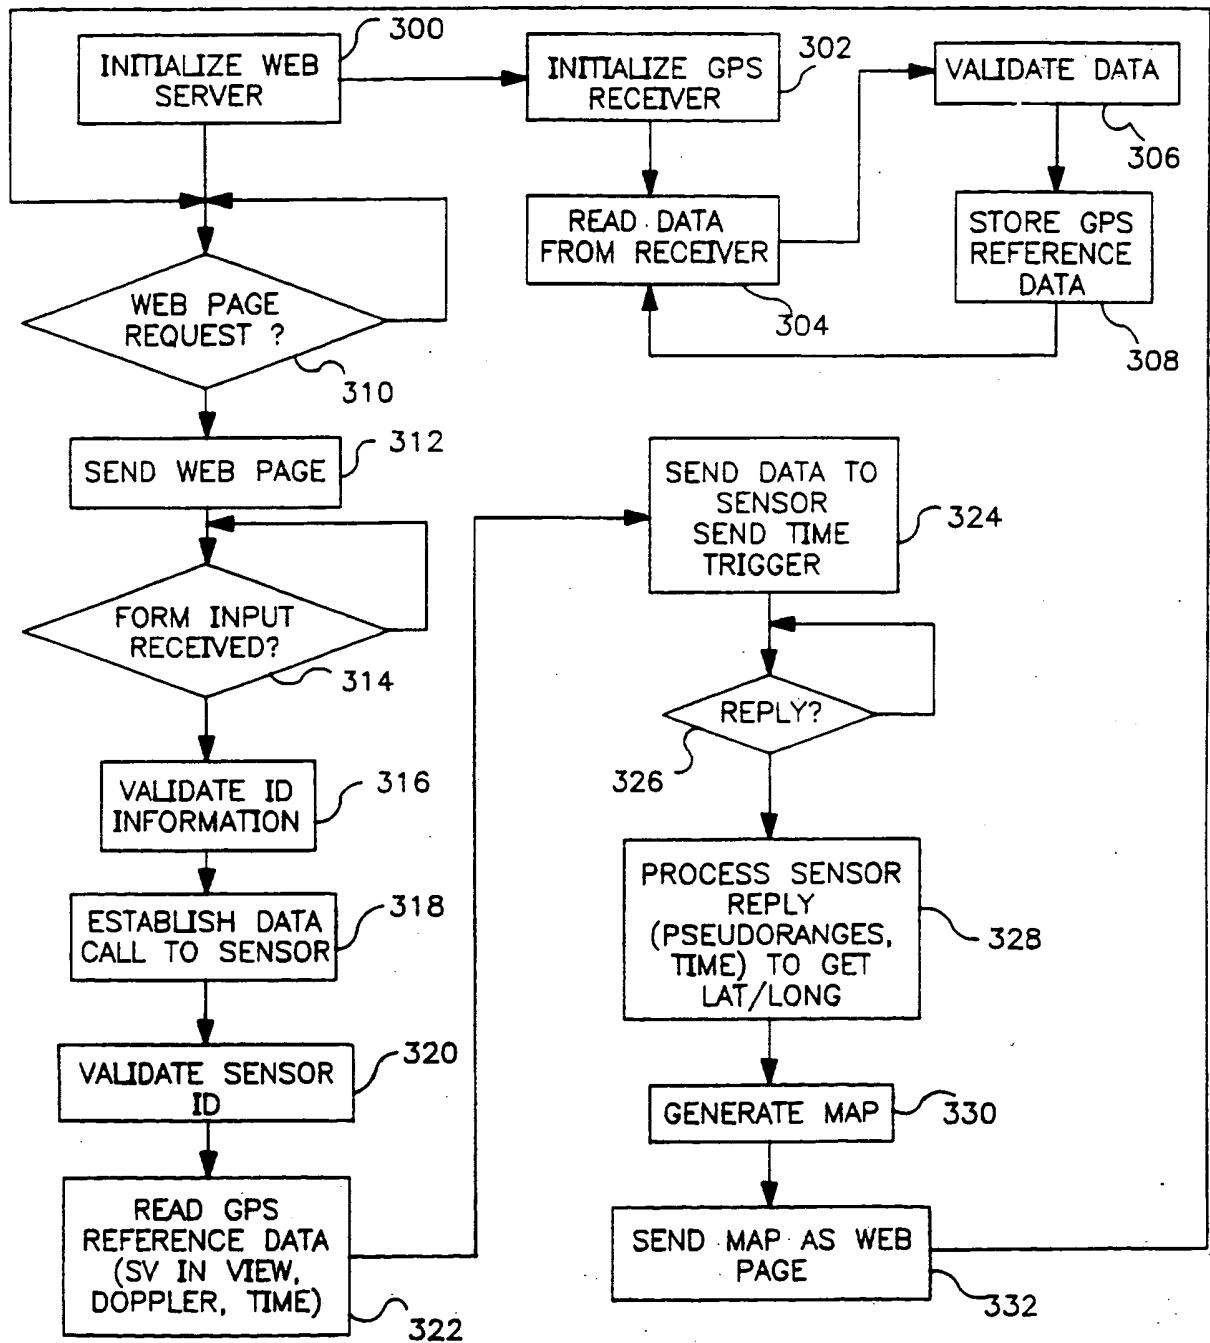 300
INITIALIZE WEB
SERVER
302
INITIALIZE GPS
RECEIVER
VALIDATE DATA
306
READ DATA
FROM RECEIVER
304
STORE GPS
REFERENCE
DATA
308
WEB PAGE
REQUEST ?
310
312
SEND WEB PAGE
FORM INPUT
RECEIVED?
314
316
VALIDATE ID
INFORMATION
318
ESTABLISH DATA
CALL TO SENSOR
320
VALIDATE SENSOR
ID
READ GPS
REFERENCE DATA
(SV IN VIEW,
DOPPLER, TIME)
322
SEND DATA TO
SENSOR
SEND TIME
TRIGGER
324
REPLY?
326
PROCESS SENSOR
REPLY
(PSEUDORANGES,
TIME) TO GET
LAT/LONG
328
GENERATE MAP
330
SEND MAP AS WEB
PAGE
332